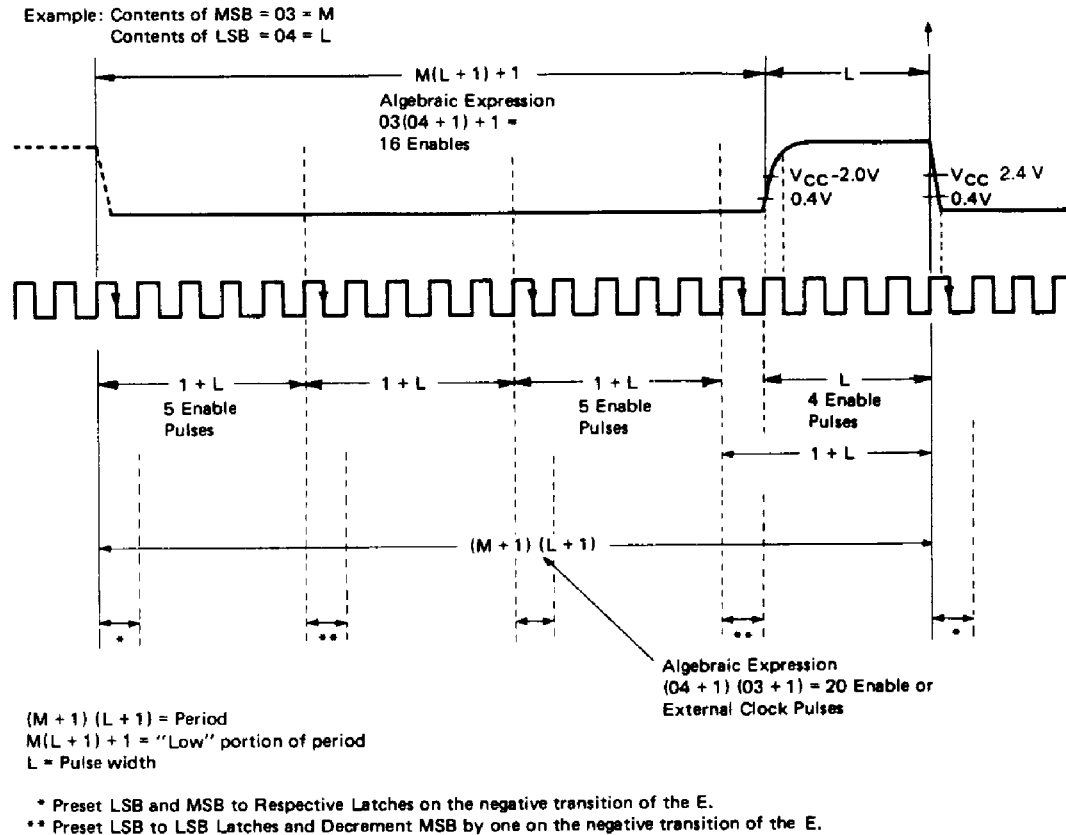 Example: Contents of MSB = 03 = M
Contents of LSB = 04 = L
M(L + 1) + 1
L
Algebraic Expression
03(04 + 1) + 1 =
16 Enables
VCC -2.0V
0.4V
VCC 2.4 V
0.4V
1 + L
1 + L
1 + L
L
5 Enable
Pulses
5 Enable
Pulses
4 Enable
Pulses
1 + L
(M + 1) (L + 1)
*
**
**
*
Algebraic Expression
(04 + 1) (03 + 1) = 20 Enable or
External Clock Pulses
(M + 1) (L + 1) = Period
M(L + 1) + 1 = "Low" portion of period
L = Pulse width
* Preset LSB and MSB to Respective Latches on the negative transition of the E.
** Preset LSB to LSB Latches and Decrement MSB by one on the negative transition of the E.